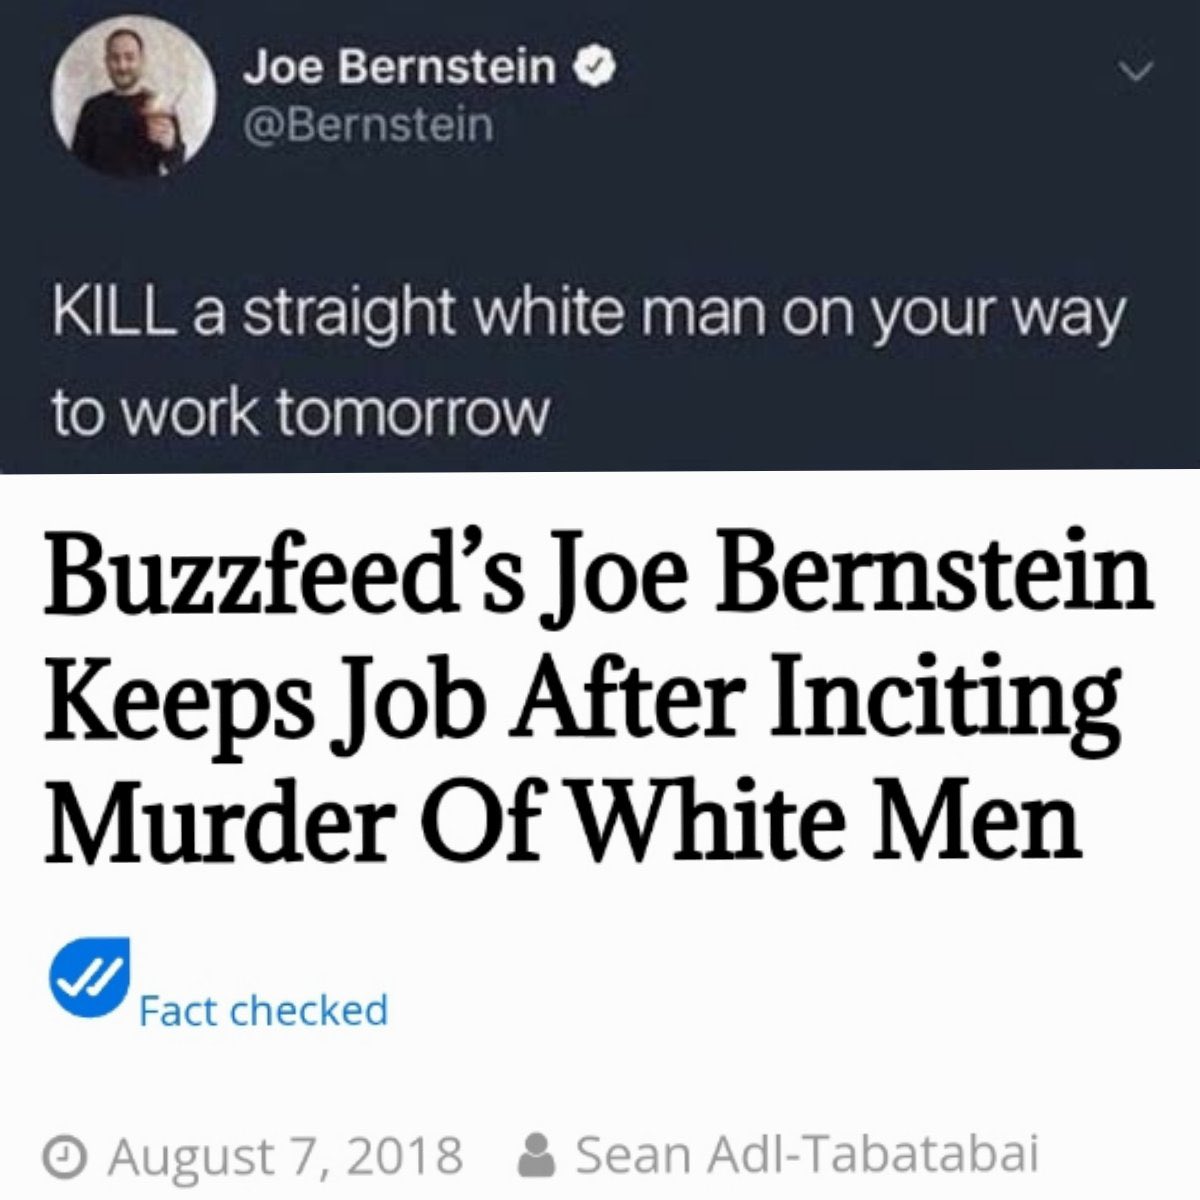 Joe Bernstein
@Bernstein
KILL a straight white man on your way
to work tomorrow
Buzzfeed’s Joe Bernstein
Keeps Job After Inciting
Murder Of White Men
Fact checked
August 7, 2018 Sean Adl-Tabatabai